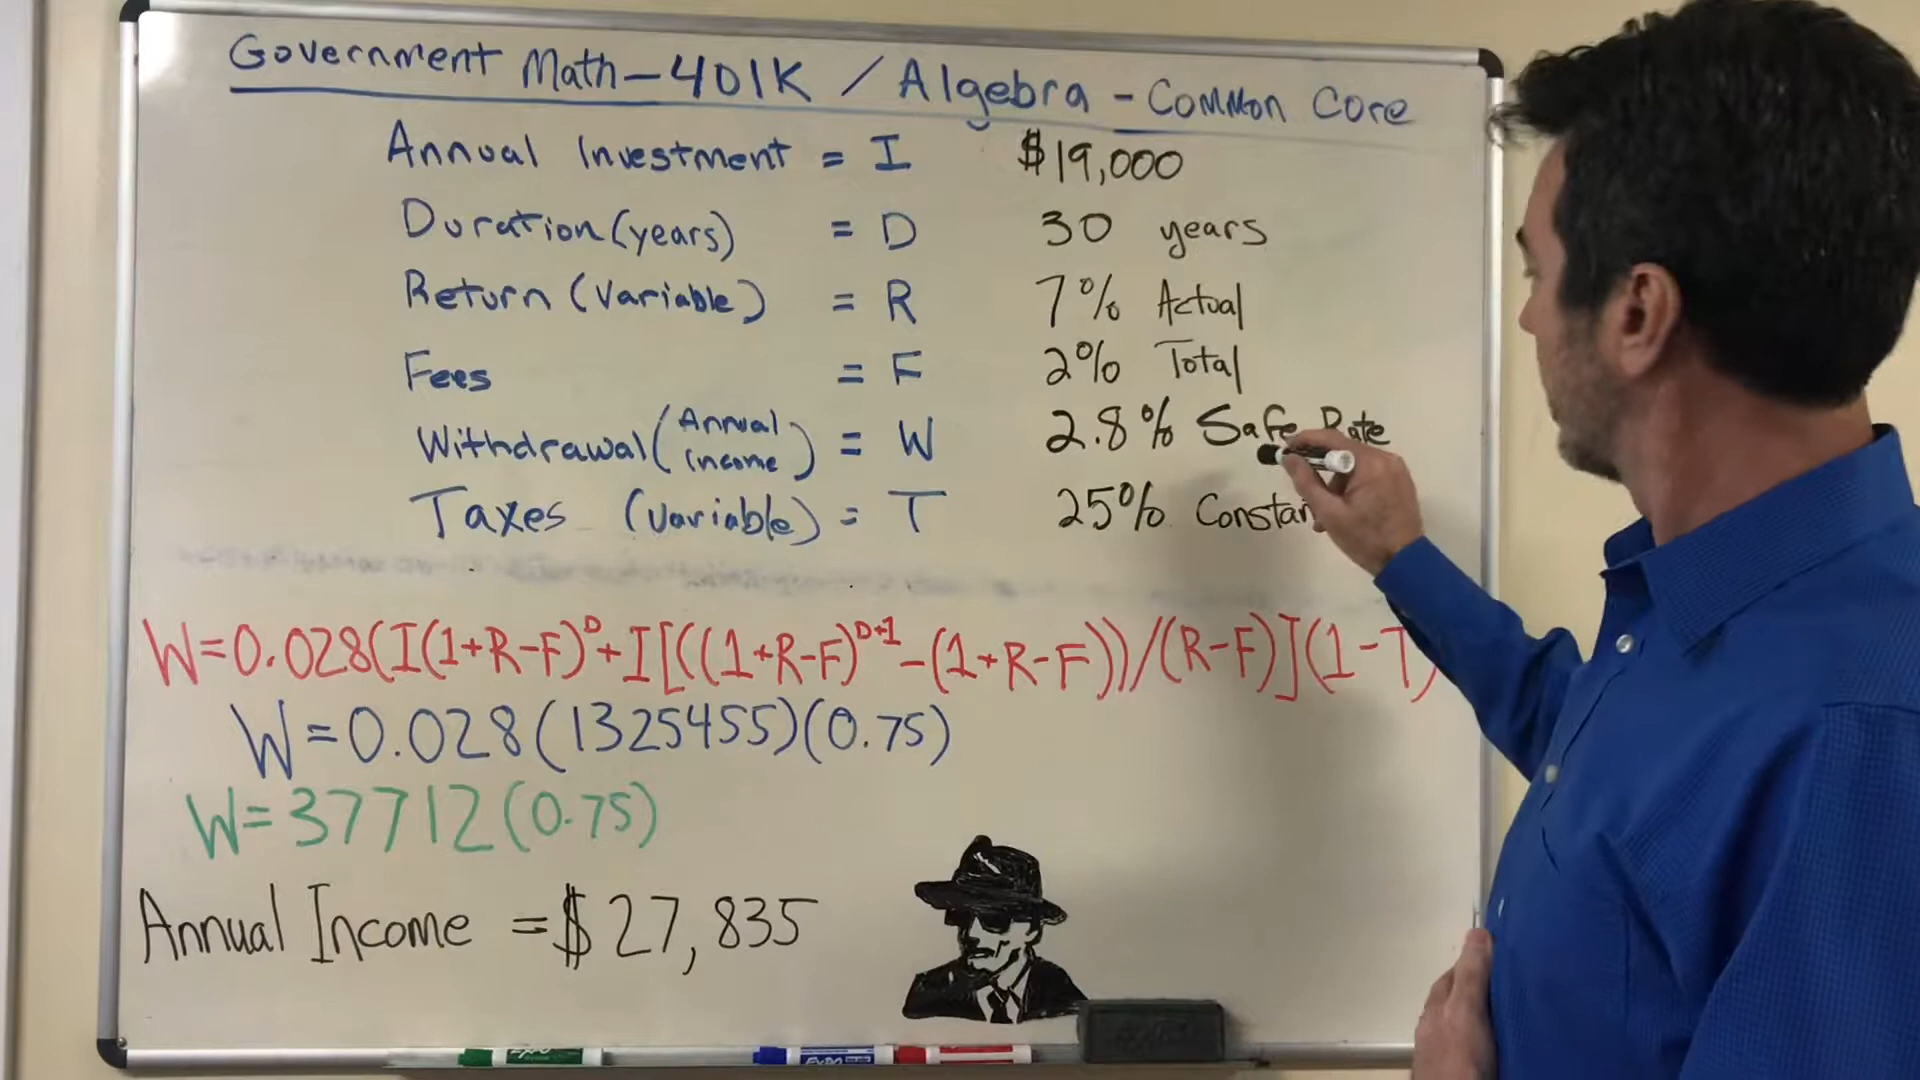 Government Math-401K / Algebra - Common Core
Annual Investment = I $19,000
Duration (years) = D 30 years
Return (Variable) = R 7% Actual
Fees = F 2% Total
Withdrawal (Annual Income) = W 2.8% Safe Rate
Taxes (Variable) = T 25% Constan
W=0.028(I(1+R-F)^D+I[((1+R-F)^D+1-(1+R-F))/(R-F)](1-T)
W=0.028(1325455)(0.75)
W=37712(0.75)
Annual Income =$27,835
EXPO